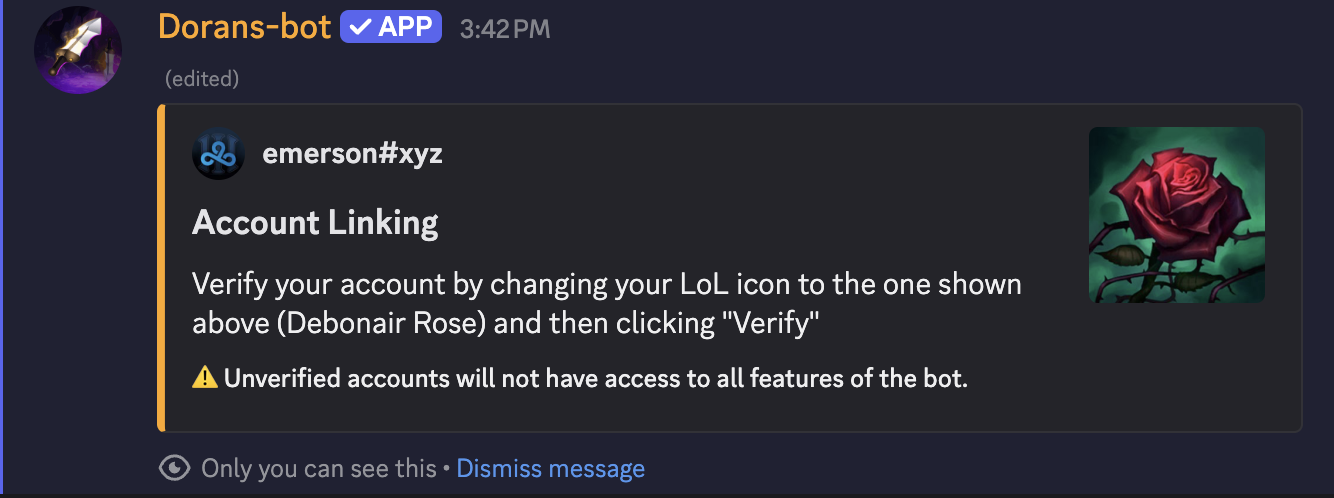 Dorans-bot ✓ APP 3:42 PM
(edited)
emerson#xyz
Account Linking
Verify your account by changing your LoL icon to the one shown
above (Debonair Rose) and then clicking "Verify"
⚠️ Unverified accounts will not have access to all features of the bot.
Only you can see this • Dismiss message